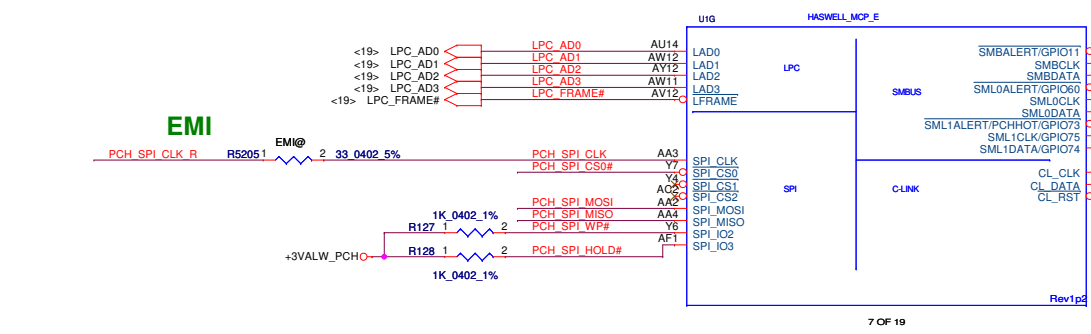 U1G HASWELL_MCP_E
<19> LPC_AD0 LPC_AD0 AU14 LAD0 SMBALERT/GPIO11
<19> LPC_AD1 LPC_AD1 AW12 LAD1 LPC SMBCLK
<19> LPC_AD2 LPC_AD2 AY12 LAD2 SMBDATA
<19> LPC_AD3 LPC_AD3 AW11 LAD3 SMBUS SML0ALERT/GPIO60
<19> LPC_FRAME# LPC_FRAME# AV12 LFRAME SML0CLK
SML0DATA
EMI SML1ALERT/PCHHOT/GPIO73
EMI@ SML1CLK/GPIO75
SML1DATA/GPIO74
PCH_SPI_CLK_R R5205 1 2 33_0402_5% PCH_SPI_CLK AA3 SPI_CLK
PCH_SPI_CS0# Y7 SPI_CS0 CL_CLK
Y4 SPI_CS1 SPI C-LINK CL_DATA
AC2 SPI_CS2 CL_RST
PCH_SPI_MOSI AA2 SPI_MOSI
1K_0402_1% PCH_SPI_MISO AA4 SPI_MISO
R127 1 2 PCH_SPI_WP# Y6 SPI_IO2
+3VALW_PCH R128 1 2 PCH_SPI_HOLD# AF1 SPI_IO3
1K_0402_1%
Rev1p2
7 OF 19